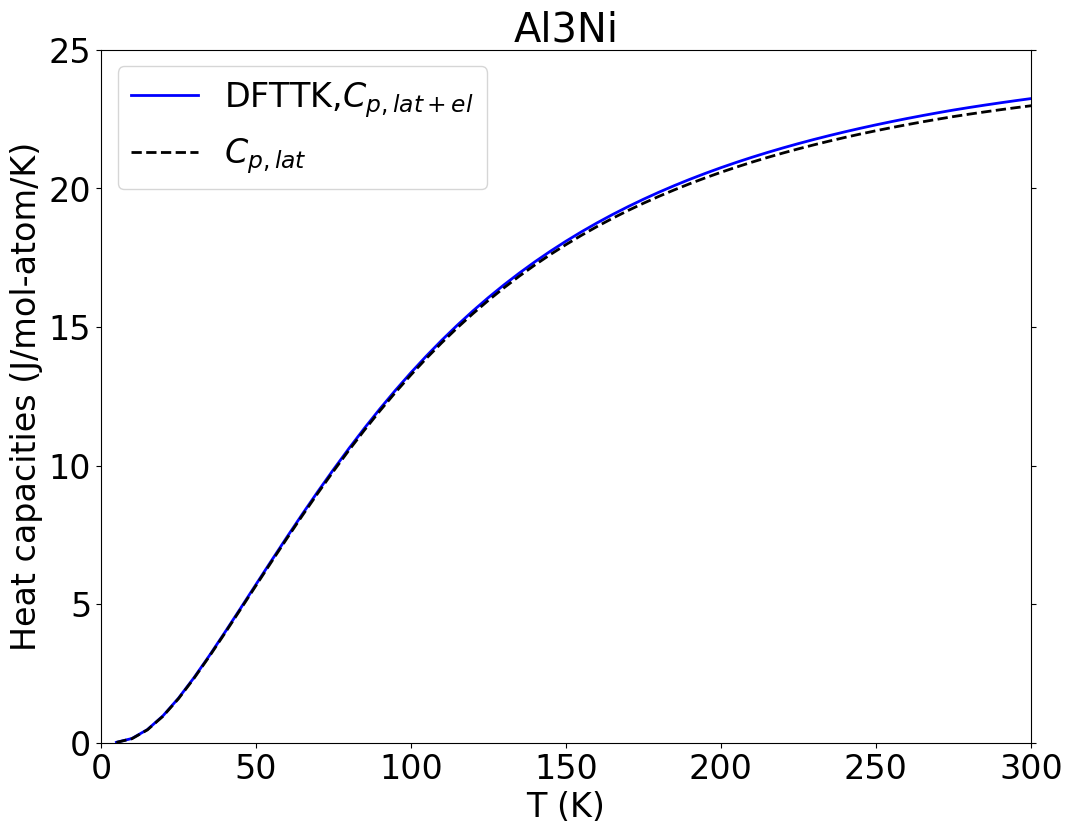 Al3Ni
25
20
15
10
5
0
Heat capacities (J/mol-atom/K)
DFTTK,C_{p, lat + el}
C_{p, lat}
0 50 100 150 200 250 300
T (K)